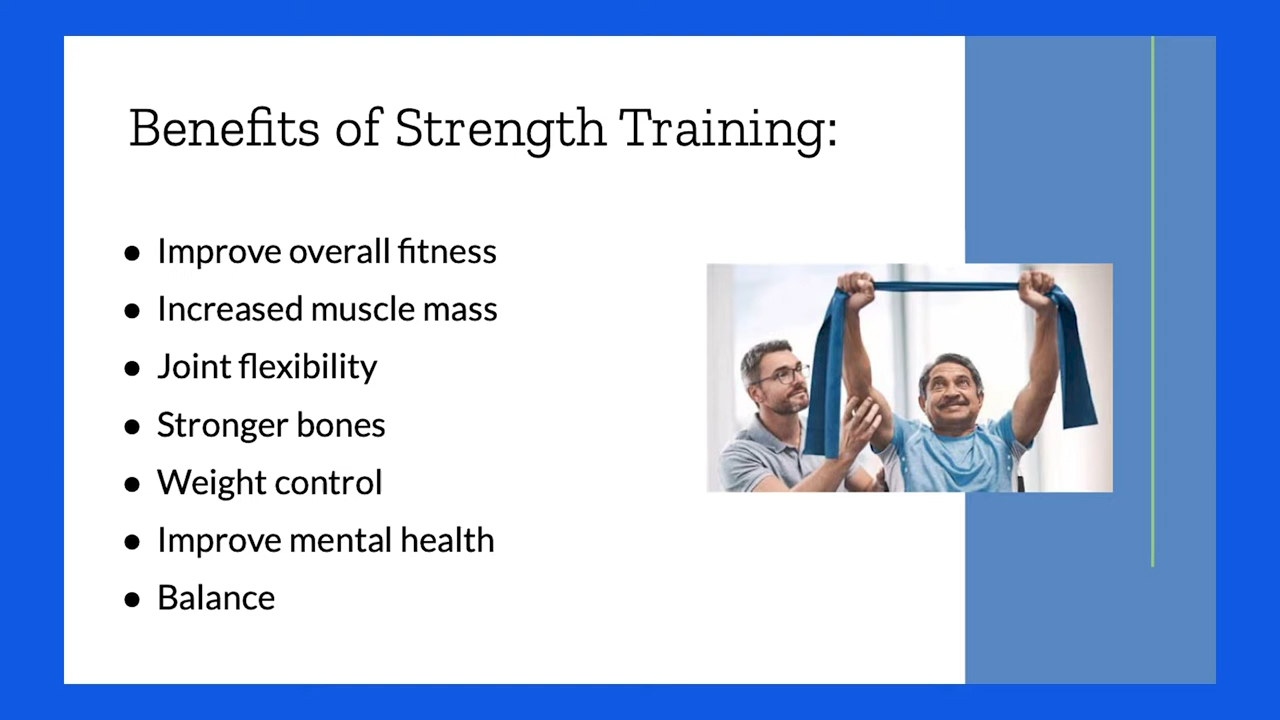 Benefits of Strength Training:
● Improve overall fitness
● Increased muscle mass
● Joint flexibility
● Stronger bones
● Weight control
● Improve mental health
● Balance